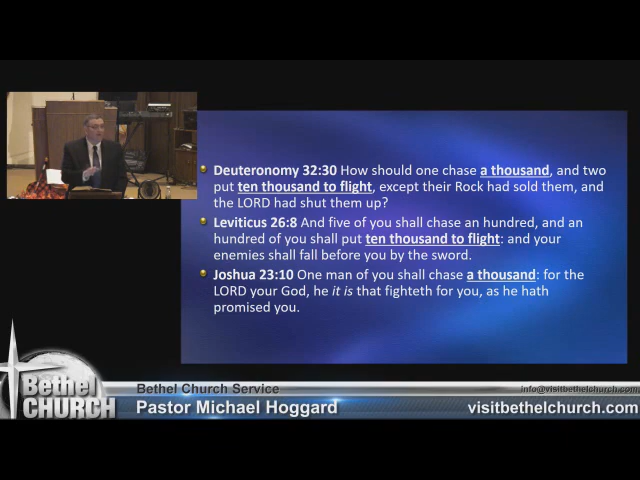 Deuteronomy 32:30 How should one chase a thousand, and two
put ten thousand to flight, except their Rock had sold them, and
the LORD had shut them up?
Leviticus 26:8 And five of you shall chase an hundred, and an
hundred of you shall put ten thousand to flight: and your
enemies shall fall before you by the sword.
Joshua 23:10 One man of you shall chase a thousand: for the
LORD your God, he it is that fighteth for you, as he hath
promised you.
Bethel
CHURCH
Bethel Church Service
info@visitbethelchurch.com
Pastor Michael Hoggard
visitbethelchurch.com